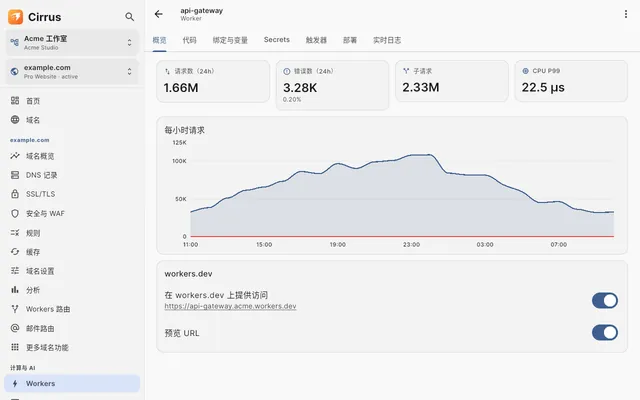 Cirrus
Acme 工作室
Acme Studio
example.com
Pro Website · active
首页
域名
example.com
域名概览
DNS 记录
SSL/TLS
安全与 WAF
规则
缓存
域名设置
分析
Workers 路由
邮件路由
更多域名功能
计算与 AI
Workers
api-gateway
Worker
概览 代码 绑定与变量 Secrets 触发器 部署 实时日志
请求数（24h）
1.66M
错误数（24h）
3.28K
0.20%
子请求
2.33M
CPU P99
22.5 µs
每小时请求
125K
100K
50K
0
11:00 15:00 19:00 23:00 03:00 07:00
workers.dev
在 workers.dev 上提供访问
https://api-gateway.acme.workers.dev
预览 URL